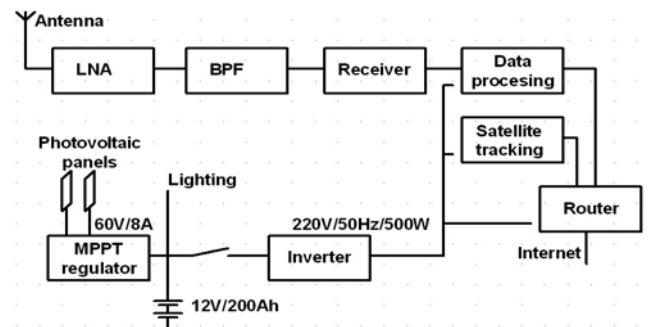 Antenna
LNA
BPF
Receiver
Data
procesing
Satellite
tracking
Photovoltaic
panels
Lighting
60V/8A
220V/50Hz/500W
Router
MPPT
regulator
Inverter
Internet
12V/200Ah